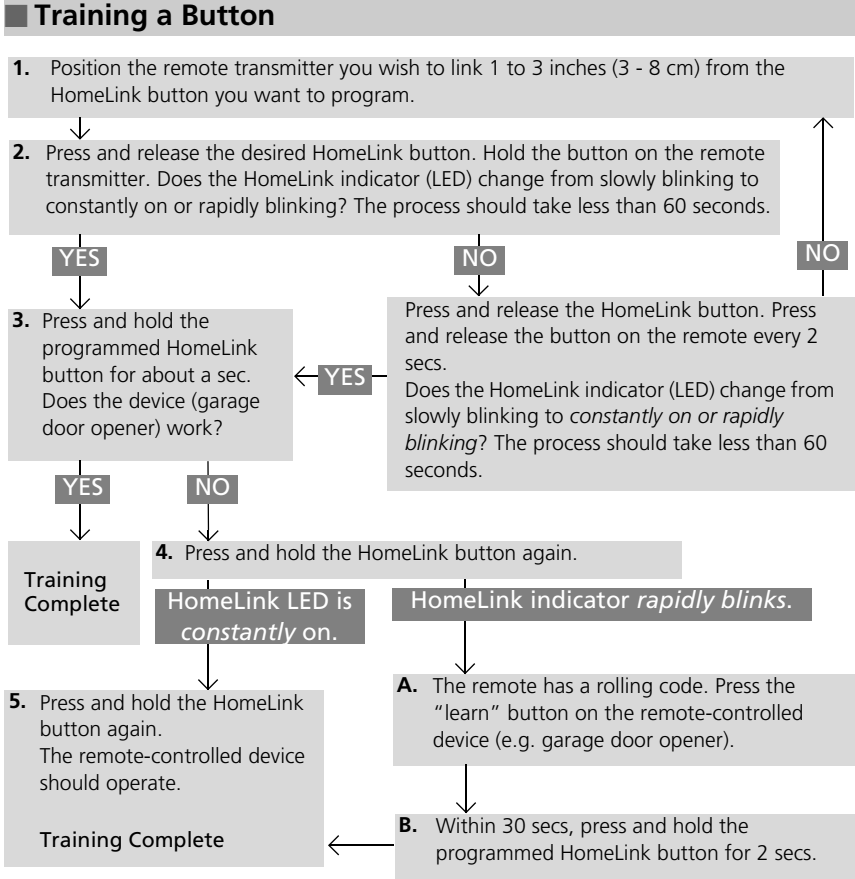 Training a Button
1. Position the remote transmitter you wish to link 1 to 3 inches (3 - 8 cm) from the
HomeLink button you want to program.
2. Press and release the desired HomeLink button. Hold the button on the remote
transmitter. Does the HomeLink indicator (LED) change from slowly blinking to
constantly on or rapidly blinking? The process should take less than 60 seconds.
YES
NO
NO
3. Press and hold the
programmed HomeLink
button for about a sec.
Does the device (garage
door opener) work?
YES
Press and release the HomeLink button. Press
and release the button on the remote every 2
secs.
Does the HomeLink indicator (LED) change from
slowly blinking to constantly on or rapidly
blinking? The process should take less than 60
seconds.
YES
NO
Training
Complete
4. Press and hold the HomeLink button again.
HomeLink LED is
constantly on.
HomeLink indicator rapidly blinks.
5. Press and hold the HomeLink
button again.
The remote-controlled device
should operate.
Training Complete
A. The remote has a rolling code. Press the
“learn” button on the remote-controlled
device (e.g. garage door opener).
B. Within 30 secs, press and hold the
programmed HomeLink button for 2 secs.